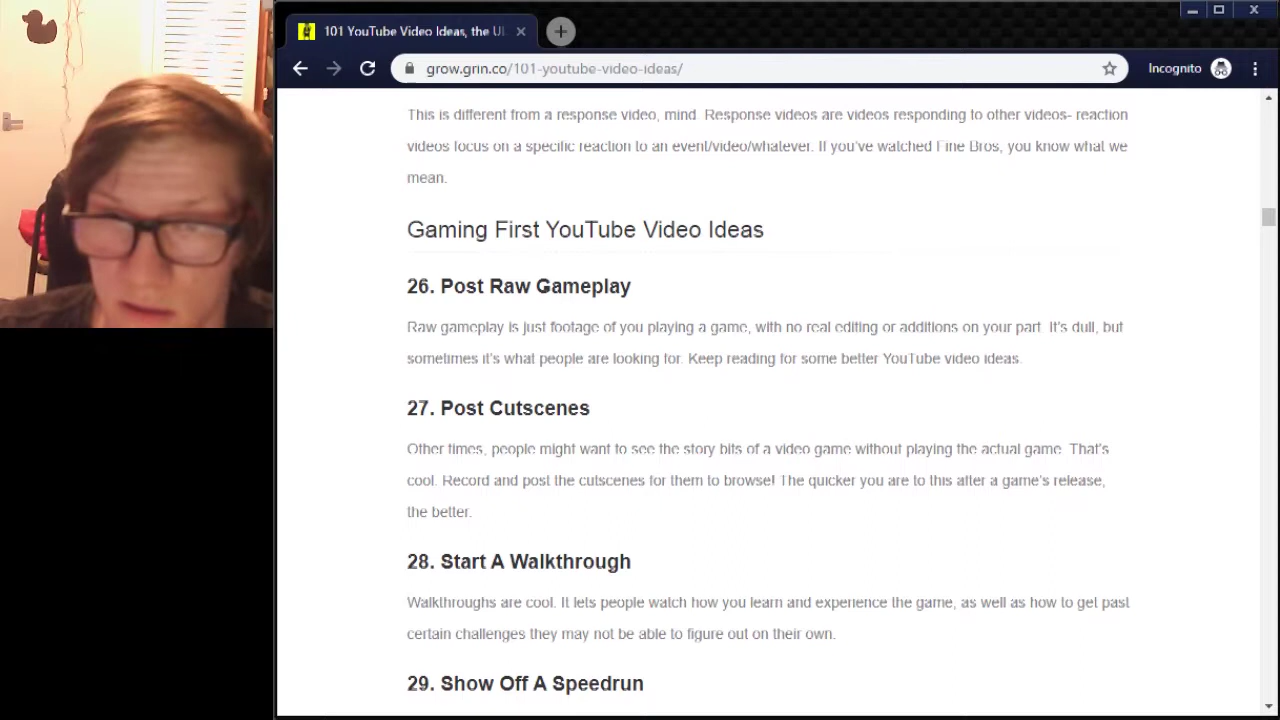 101 YouTube Video Ideas, the Ul
grow.grin.co/101-youtube-video-ideas/
Incognito
This is different from a response video, mind. Response videos are videos responding to other videos- reaction
videos focus on a specific reaction to an event/video/whatever. If you've watched Fine Bros, you know what we
mean.
Gaming First YouTube Video Ideas
26. Post Raw Gameplay
Raw gameplay is just footage of you playing a game, with no real editing or additions on your part. It's dull, but
sometimes it's what people are looking for. Keep reading for some better YouTube video ideas.
27. Post Cutscenes
Other times, people might want to see the story bits of a video game without playing the actual game. That's
cool. Record and post the cutscenes for them to browse! The quicker you are to this after a game's release,
the better.
28. Start A Walkthrough
Walkthroughs are cool. It lets people watch how you learn and experience the game, as well as how to get past
certain challenges they may not be able to figure out on their own.
29. Show Off A Speedrun